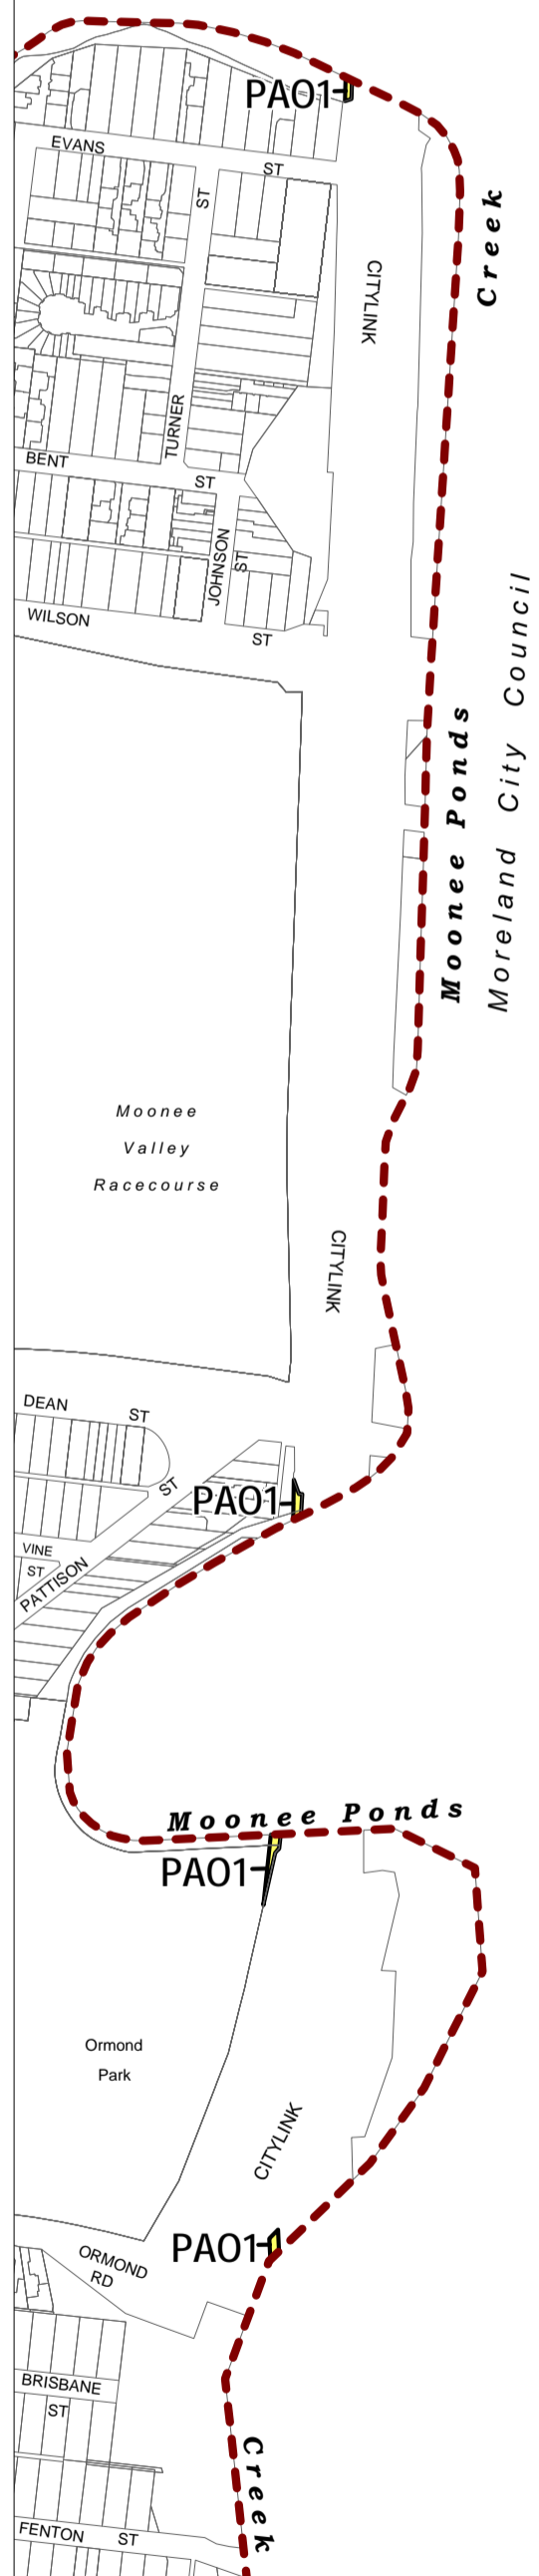 PAO1
EVANS
ST
ST
Creek
CITYLINK
TURNER
BENT
ST
JOHNSON
ST
WILSON
ST
Moonee Ponds
Moreland City Council
Moonee
Valley
Racecourse
CITYLINK
DEAN
ST
ST
PAO1
VINE
ST
PATTISON
Moonee Ponds
PAO1
Ormond
Park
CITYLINK
PAO1
ORMOND
RD
BRISBANE
ST
Creek
FENTON
ST